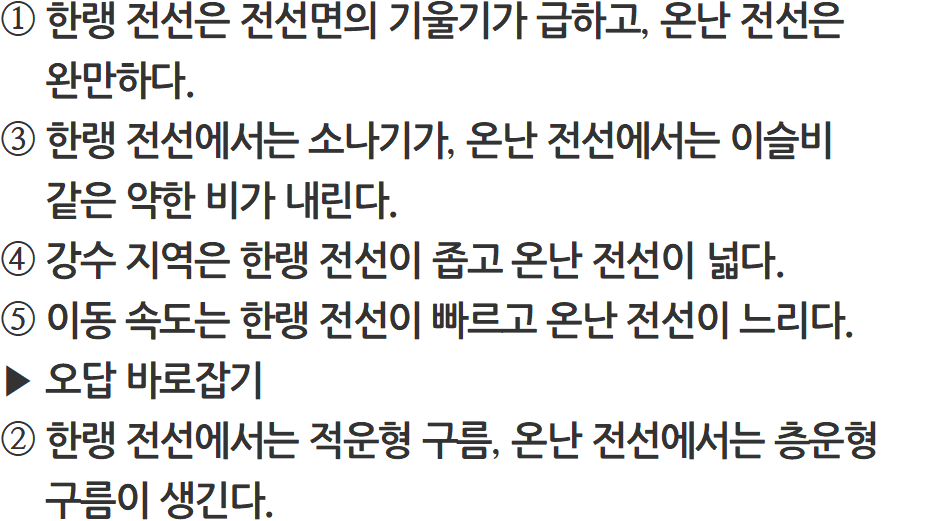 ① 한랭 전선은 전선면의 기울기가 급하고, 온난 전선은
완만하다.
③ 한랭 전선에서는 소나기가, 온난 전선에서는 이슬비
같은 약한 비가 내린다.
④ 강수 지역은 한랭 전선이 좁고 온난 전선이 넓다.
⑤ 이동 속도는 한랭 전선이 빠르고 온난 전선이 느리다.
▶ 오답 바로잡기
② 한랭 전선에서는 적운형 구름, 온난 전선에서는 층운형
구름이 생긴다.